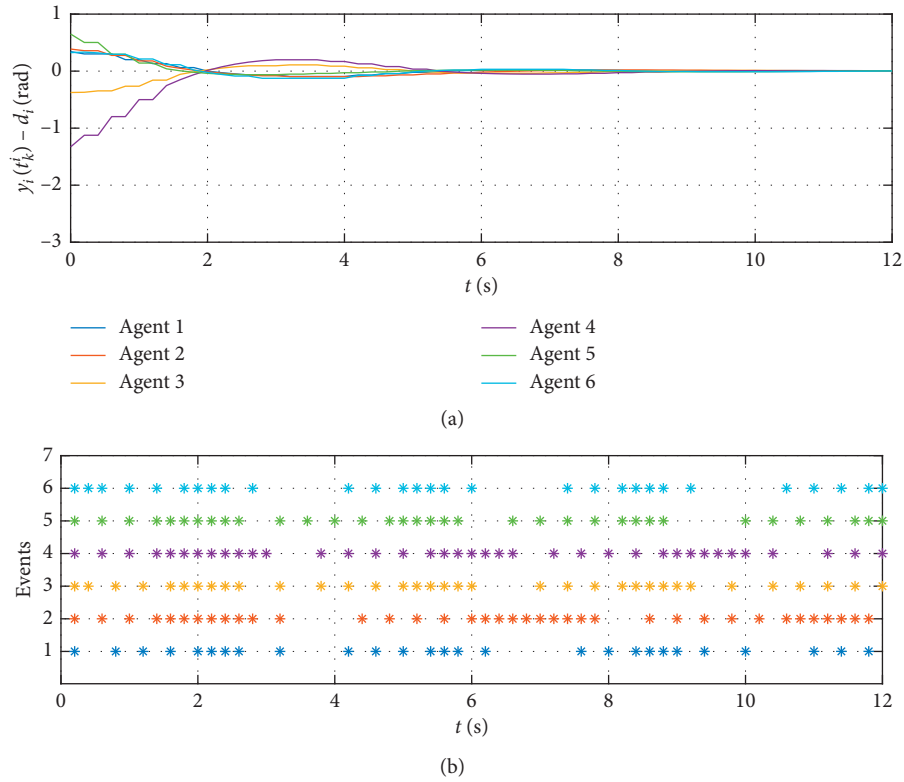 1
0
−1
−2
−3
y_i (t_k^i) – d_i (rad)
0 2 4 6 8 10 12
t (s)
Agent 1
Agent 2
Agent 3
Agent 4
Agent 5
Agent 6
(a)
7
6
5
4
3
2
1
Events
0 2 4 6 8 10 12
t (s)
(b)